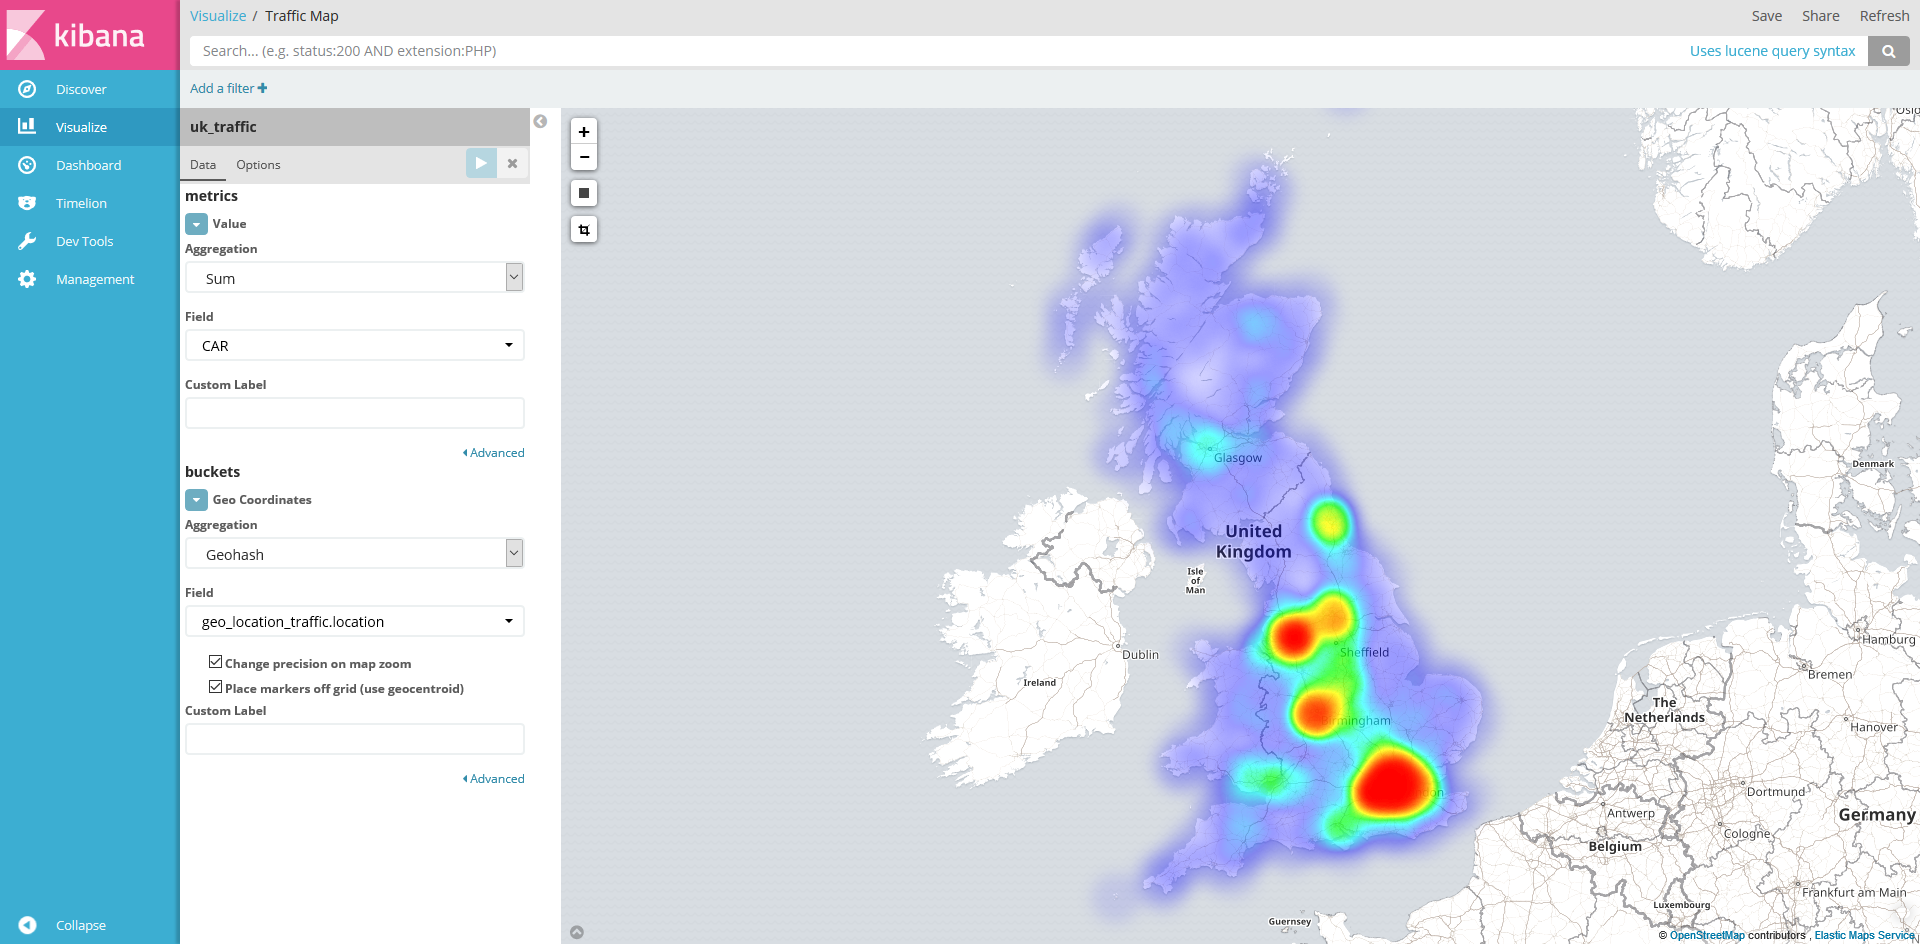 kibana
Discover
Visualize
Dashboard
Timelion
Dev Tools
Management
Collapse
Visualize / Traffic Map
Save Share Refresh
Search... (e.g. status:200 AND extension:PHP)
Uses lucene query syntax
Add a filter
uk_traffic
Data Options
metrics
Value
Aggregation
Sum
Field
CAR
Custom Label
Advanced
buckets
Geo Coordinates
Aggregation
Geohash
Field
geo_location_traffic.location
Change precision on map zoom
Place markers off grid (use geocentroid)
Custom Label
Advanced
Glasgow
United
Kingdom
Isle
of
Man
Dublin
Ireland
Sheffield
Birmingham
Guernsey
Denmark
Hamburg
Bremen
The
Netherlands
Hanover
Dortmund
Antwerp
Germany
Cologne
Belgium
Frankfurt am Main
Luxembourg
© OpenStreetMap contributors , Elastic Maps Service